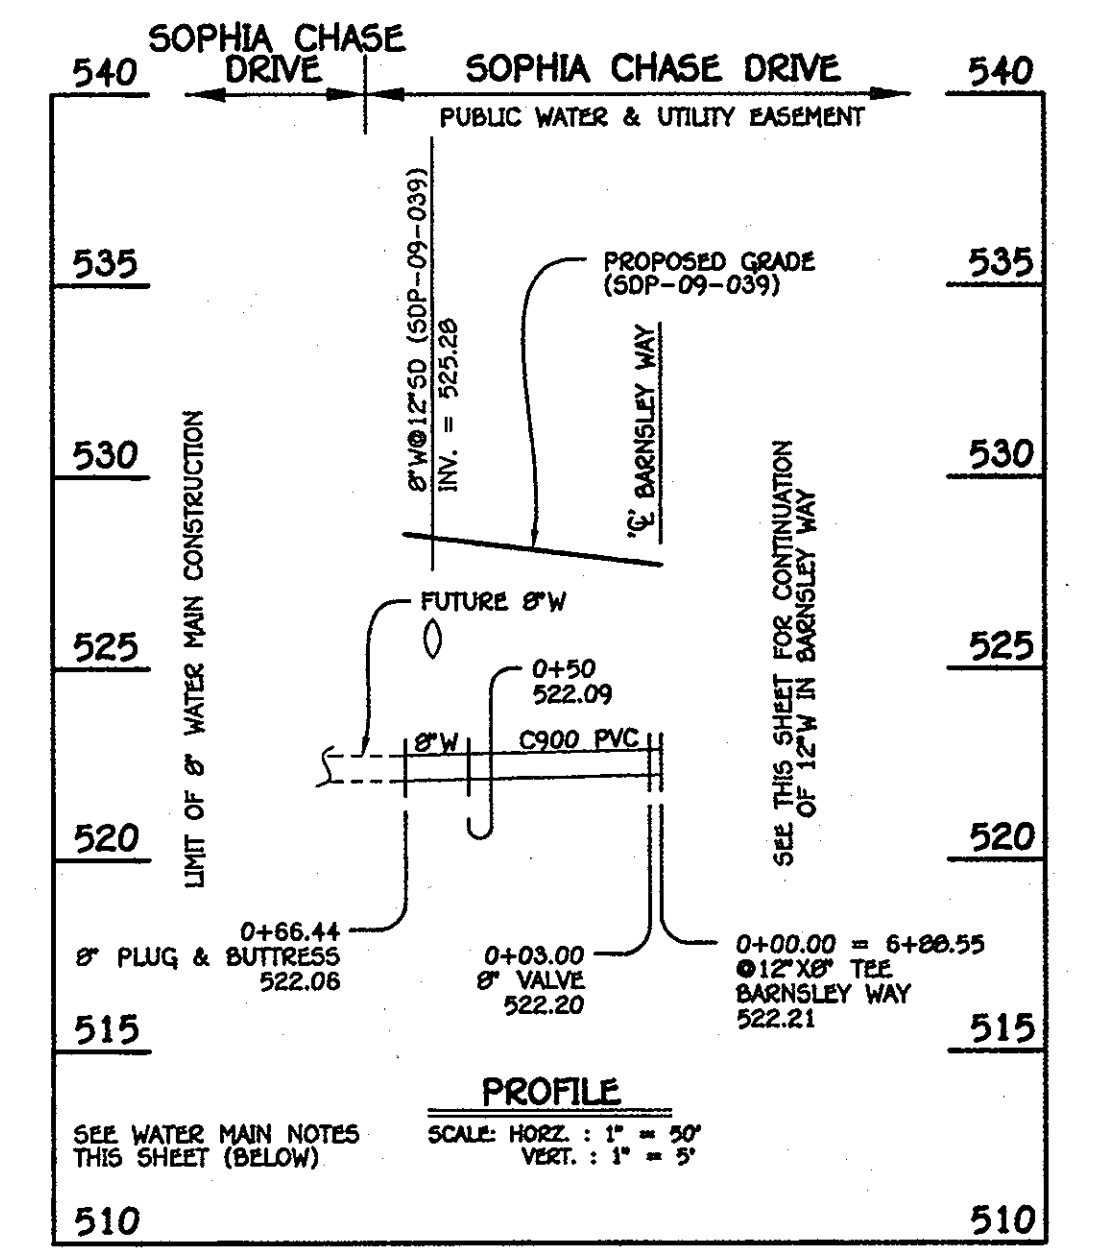 SOPHIA CHASE
DRIVE
SOPHIA CHASE DRIVE
PUBLIC WATER & UTILITY EASEMENT
540
540
535
535
530
530
525
525
520
520
515
515
510
510
8"W@12"SD (SDP-09-039)
INV. = 525.28
PROPOSED GRADE
(SDP-09-039)
"℄" BARNSLEY WAY
LIMIT OF 8" WATER MAIN CONSTRUCTION
SEE THIS SHEET FOR CONTINUATION
OF 12"W IN BARNSLEY WAY
FUTURE 8"W
0+50
522.09
8"W
C900 PVC
0+66.44
8" PLUG & BUTTRESS
522.06
0+03.00
8" VALVE
522.20
0+00.00 = 6+88.55
@12"X8" TEE
BARNSLEY WAY
522.21
PROFILE
SCALE: HORZ. : 1" = 50'
VERT. : 1" = 5'
SEE WATER MAIN NOTES
THIS SHEET (BELOW)